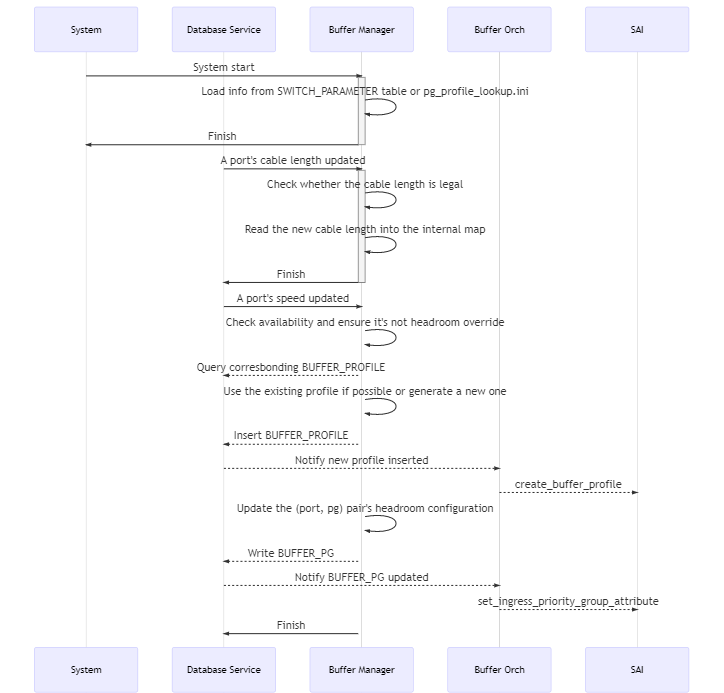 System
Database Service
Buffer Manager
Buffer Orch
SAI
System start
Load info from SWITCH_PARAMETER table or pg_profile_lookup.ini
Finish
A port's cable length updated
Check whether the cable length is legal
Read the new cable length into the internal map
Finish
A port's speed updated
Check availability and ensure it's not headroom override
Query corresbonding BUFFER_PROFILE
Use the existing profile if possible or generate a new one
Insert BUFFER_PROFILE
Notify new profile inserted
create_buffer_profile
Update the (port, pg) pair's headroom configuration
Write BUFFER_PG
Notify BUFFER_PG updated
set_ingress_priority_group_attribute
Finish
System
Database Service
Buffer Manager
Buffer Orch
SAI